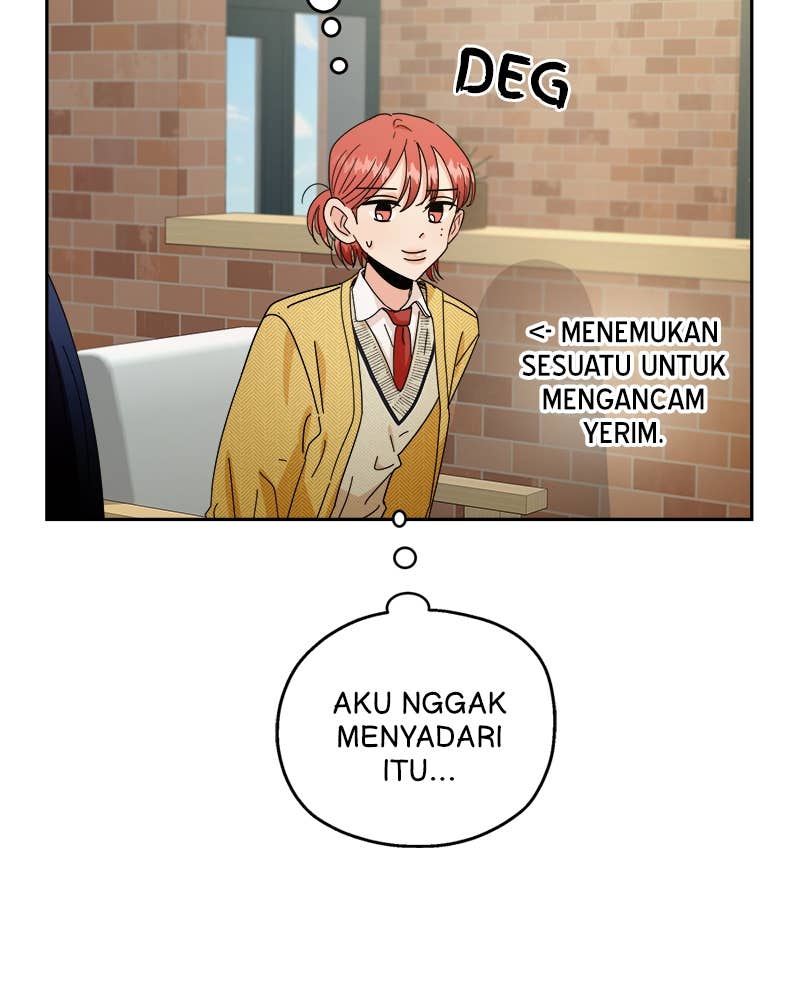 DEG
<- MENEMUKAN
SESUATU UNTUK
MENGANCAM
YERIM.
AKU NGGAK
MENYADARI
ITU...